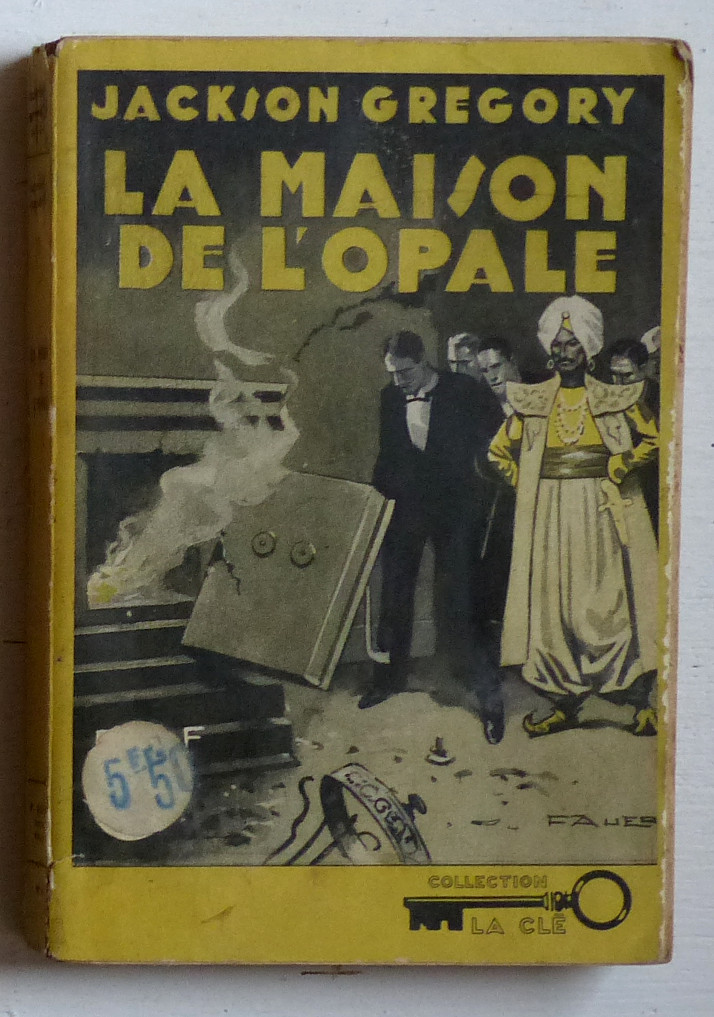 JACKSON GREGORY
LA MAISON
DE L'OPALE
5F50
COLLECTION
LA CLÉ